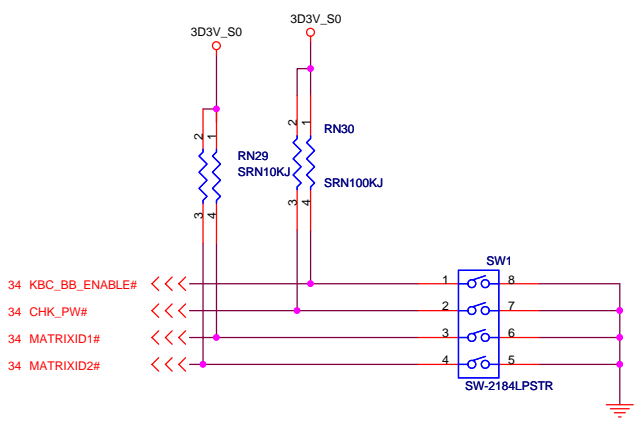 3D3V_S0
3D3V_S0
2 1
RN30
2 1
RN29
SRN10KJ
SRN100KJ
3 4
3 4
SW1
34 KBC_BB_ENABLE#
1 8
34 CHK_PW#
2 7
34 MATRIXID1#
3 6
34 MATRIXID2#
4 5
SW-2184LPSTR